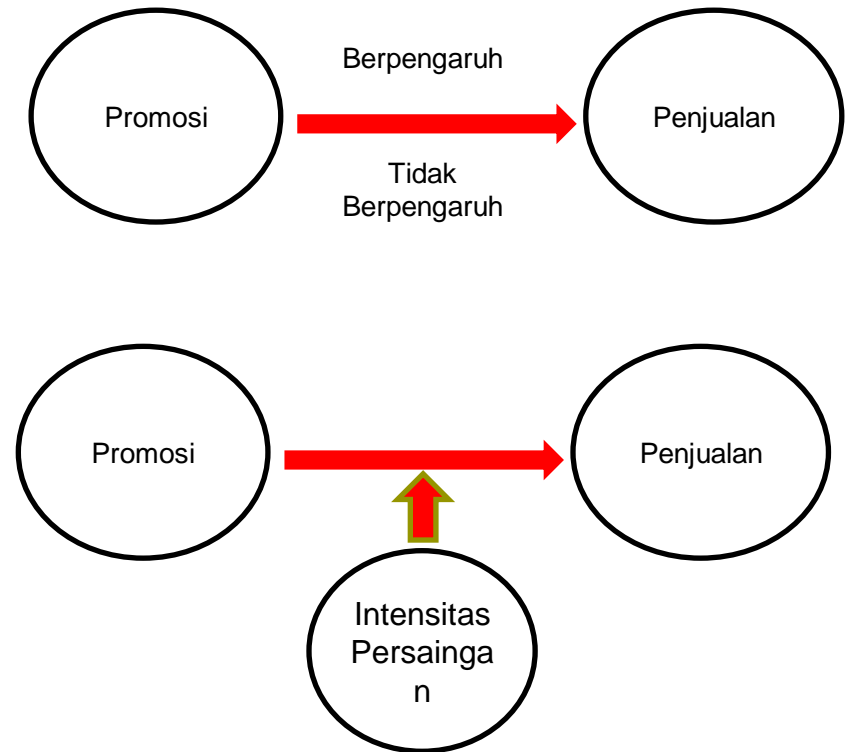 Berpengaruh
Promosi
Penjualan
Tidak
Berpengaruh
Promosi
Penjualan
Intensitas
Persainga
n